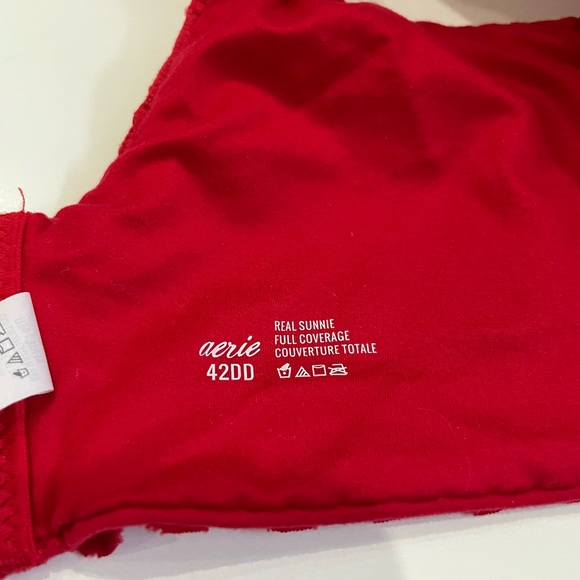 aerie
42DD
REAL SUNNIE
FULL COVERAGE
COUVERTURE TOTALE